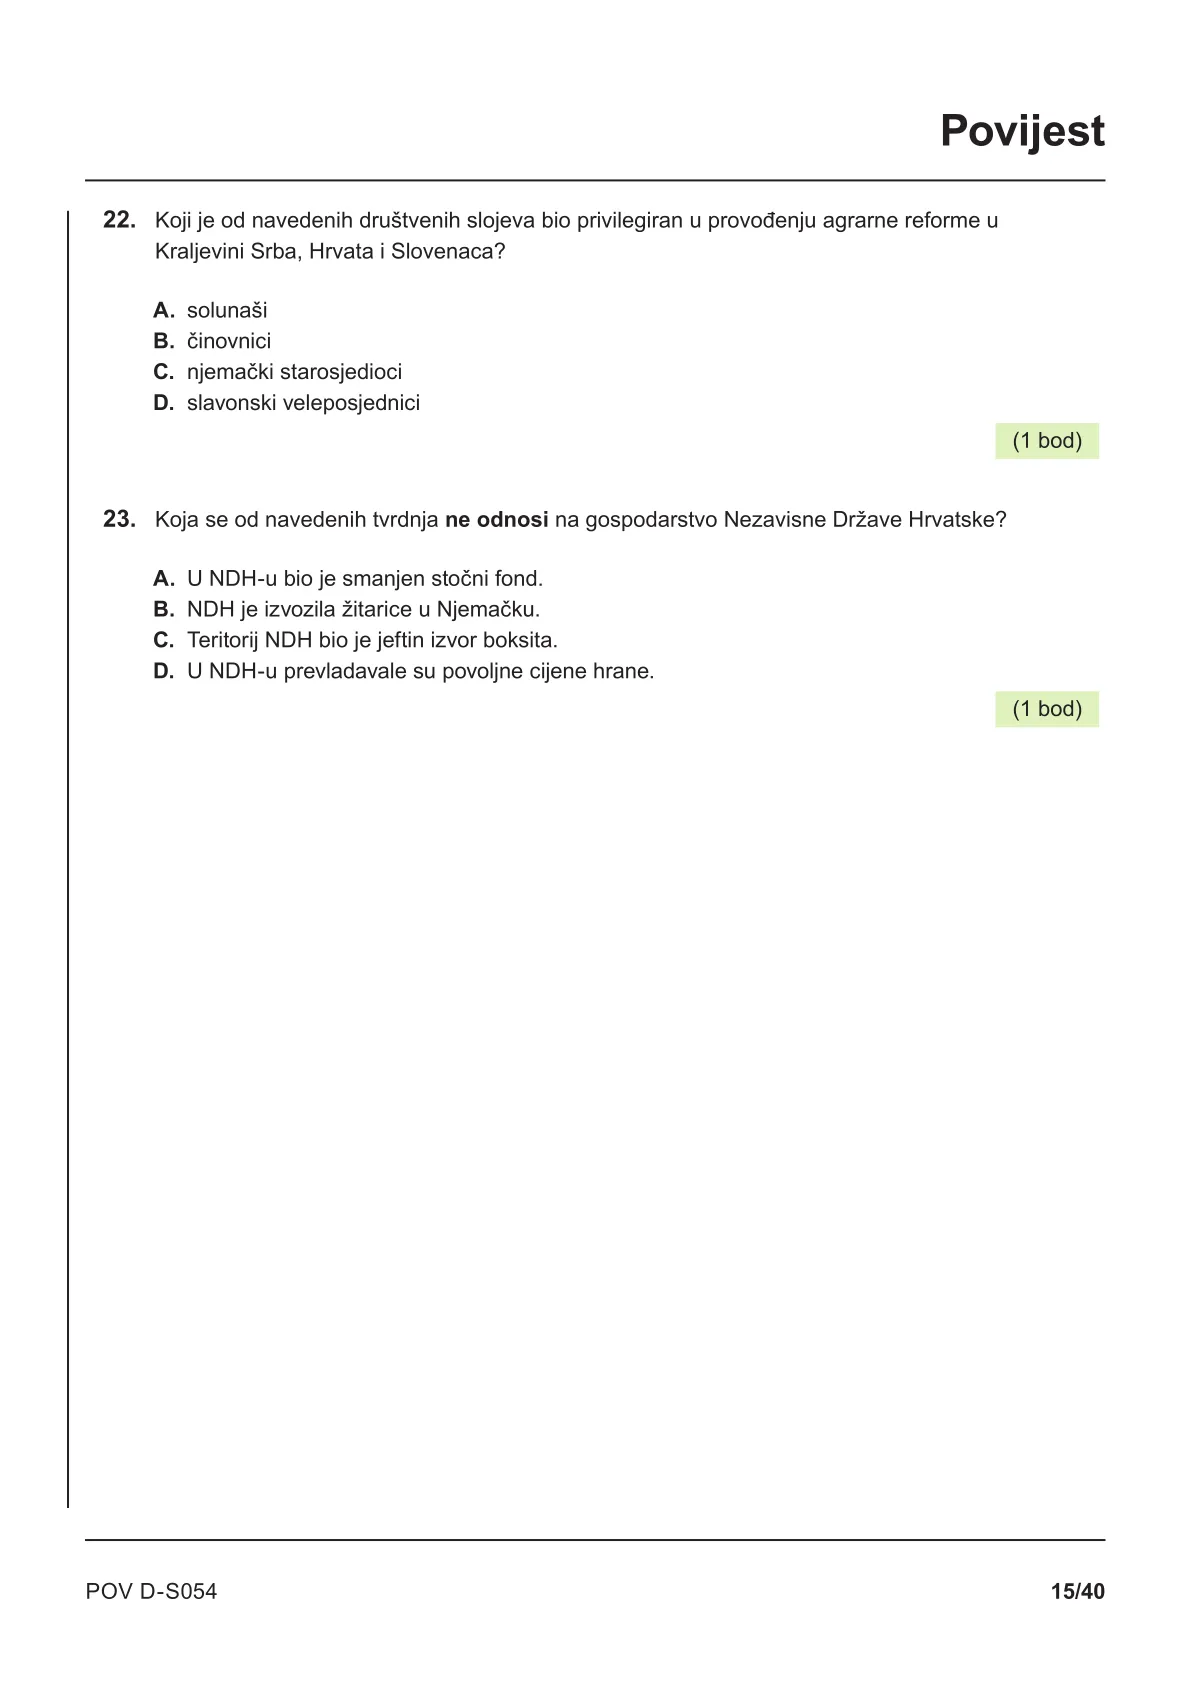 Povijest
22. Koji je od navedenih društvenih slojeva bio privilegiran u provođenju agrarne reforme u
Kraljevini Srba, Hrvata i Slovenaca?
A. solunaši
B. činovnici
C. njemački starosjedioci
D. slavonski veleposjednici
(1 bod)
23. Koja se od navedenih tvrdnja ne odnosi na gospodarstvo Nezavisne Države Hrvatske?
A. U NDH-u bio je smanjen stočni fond.
B. NDH je izvozila žitarice u Njemačku.
C. Teritorij NDH bio je jeftin izvor boksita.
D. U NDH-u prevladavale su povoljne cijene hrane.
(1 bod)
POV D-S054
15/40